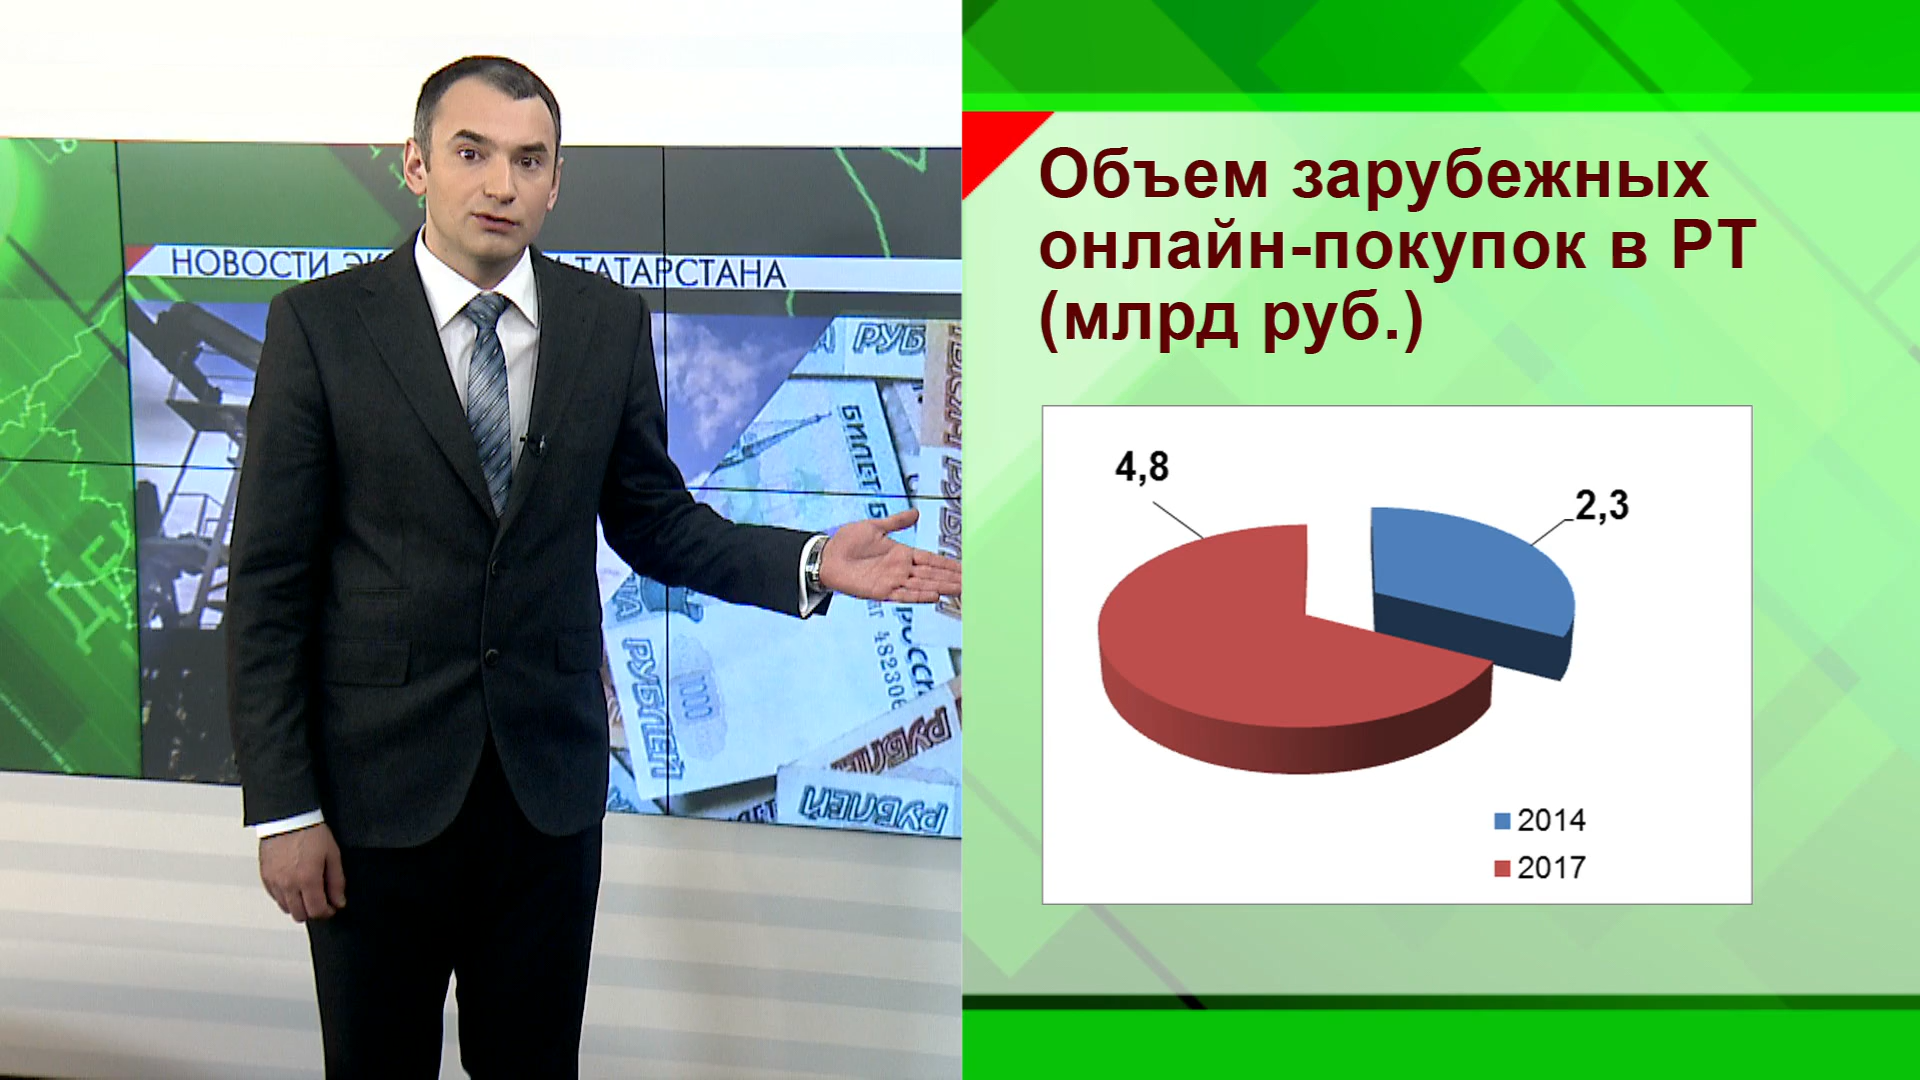 НОВОСТИ ТАТАРСТАНА
РУБ
БИЛЕТ
РУБЛЕЙ
РУБЛЕЙ
РУБЛЕЙ
Объем зарубежных
онлайн-покупок в РТ
(млрд руб.)
4,8
2,3
2014
2017